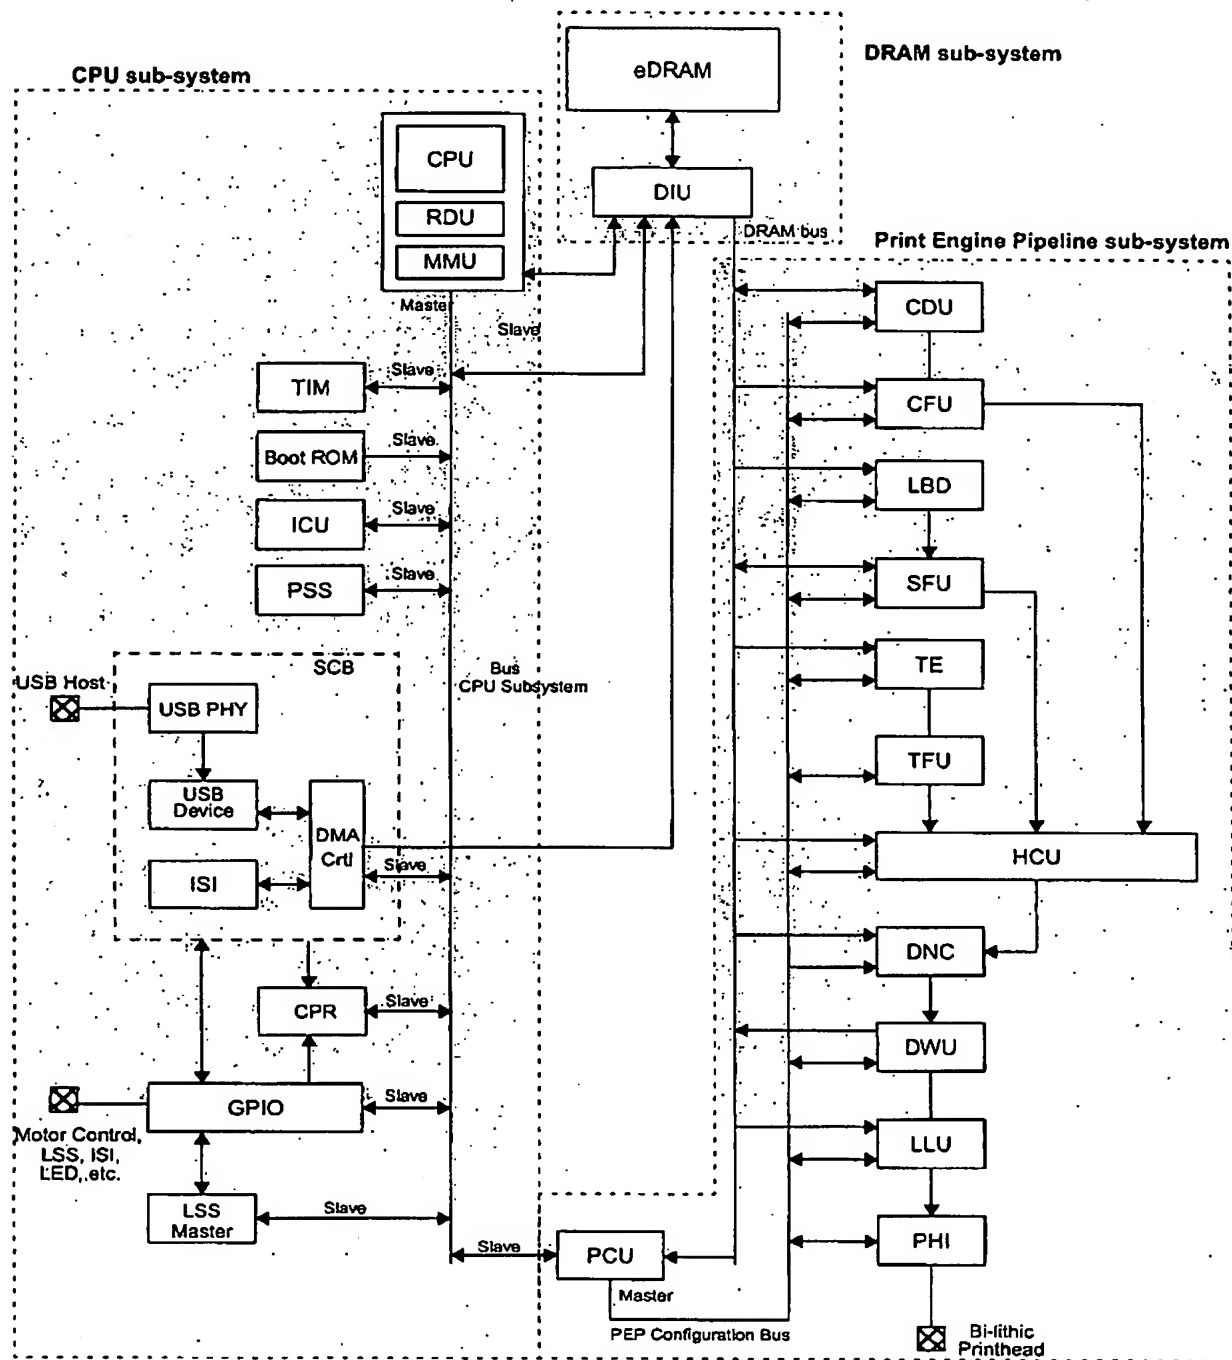 CPU sub-system
DRAM sub-system
eDRAM
CPU
RDU
MMU
Master
DIU
DRAM bus
Print Engine Pipeline sub-system
Slave
TIM
Slave
Boot ROM
Slave
ICU
Slave
PSS
Slave
SCB
Bus
CPU Subsystem
USB Host
USB PHY
USB
Device
DMA
Crtl
Slave
ISI
CPR
Slave
GPIO
Slave
Motor Control,
LSS, ISI,
LED, etc.
LSS
Master
Slave
Slave
PCU
Master
PEP Configuration Bus
CDU
CFU
LBD
SFU
TE
TFU
HCU
DNC
DWU
LLU
PHI
Bi-lithic
Printhead